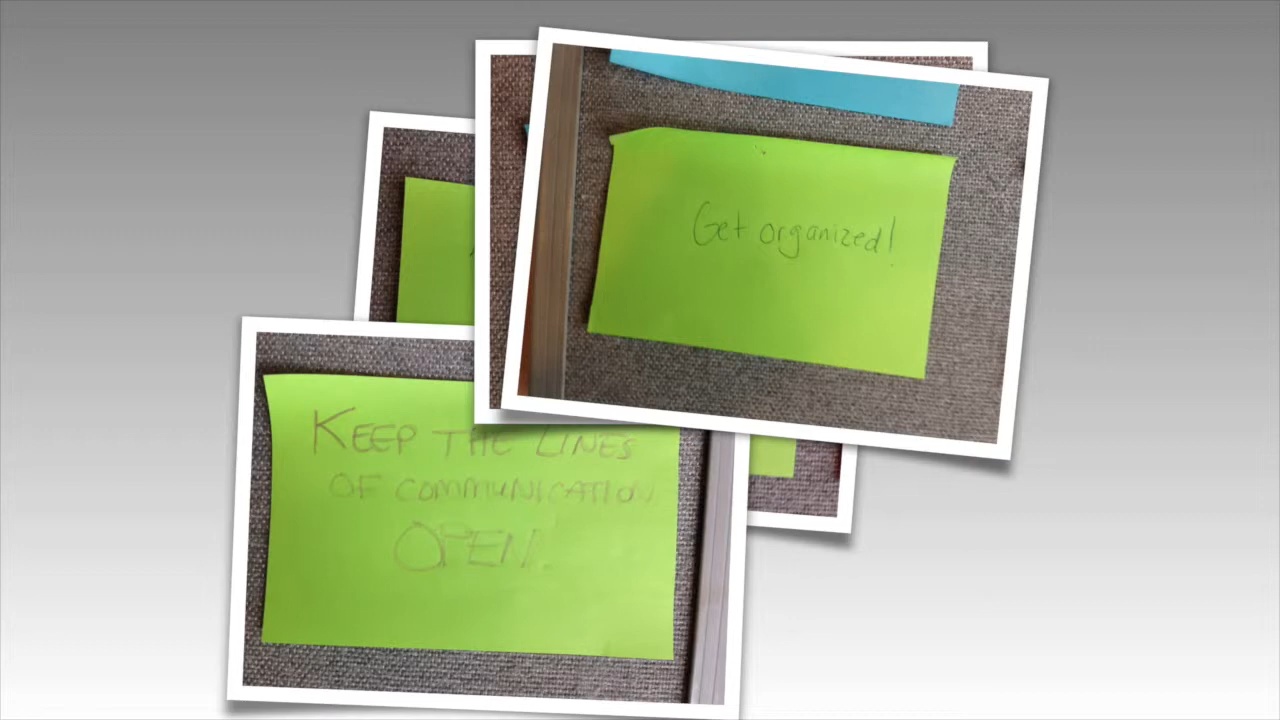 Get organized!
KEEP THE LINES
OF COMMUNICATION
OPEN.